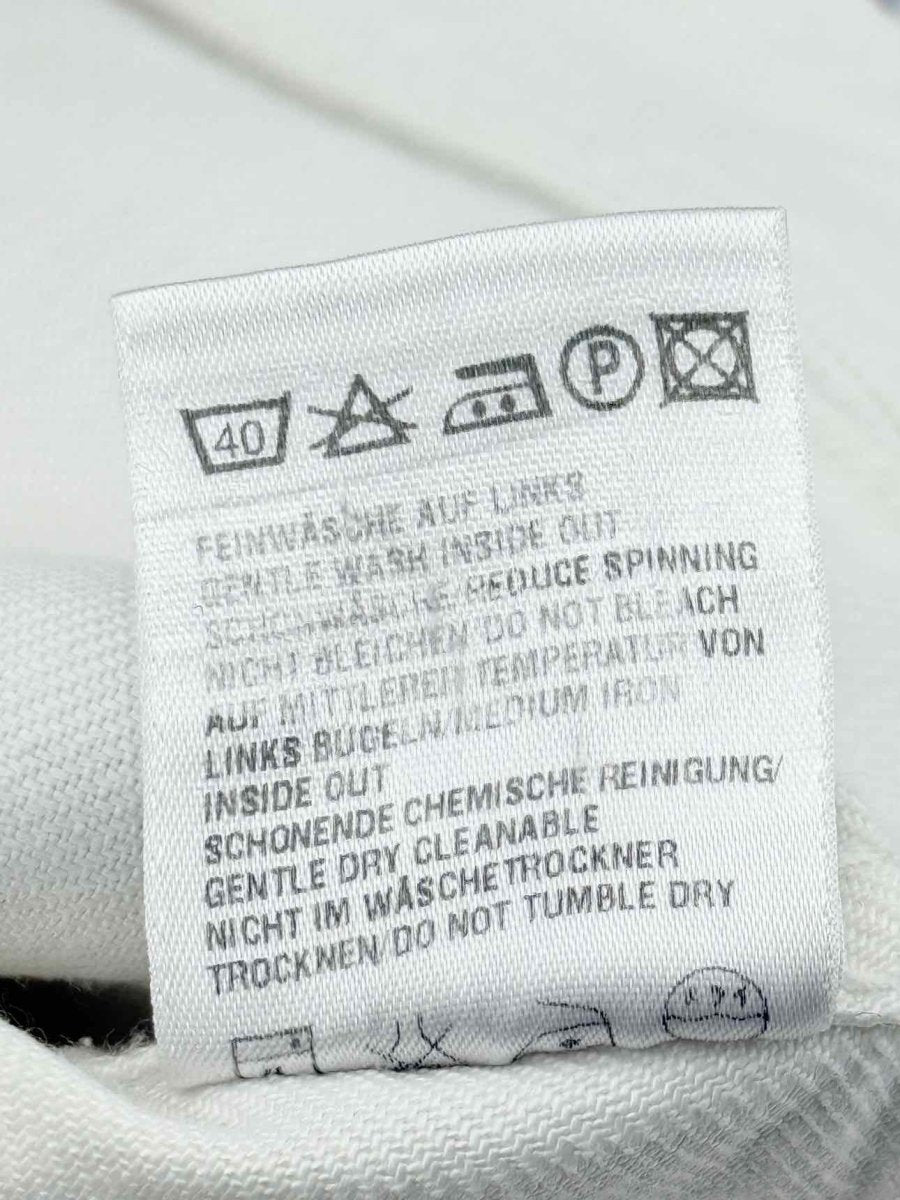 40
P
FEINWÄSCHE AUF LINKS
GENTLE WASH INSIDE OUT
SCHONWÄSCHE REDUCE SPINNING
NICHT BLEICHEN DO NOT BLEACH
AUF MITTLEREN TEMPERATUR VON
LINKS BÜGELN/MEDIUM IRON
INSIDE OUT
SCHONENDE CHEMISCHE REINIGUNG/
GENTLE DRY CLEANABLE
NICHT IM WÄSCHETROCKNER
TROCKNEN/DO NOT TUMBLE DRY